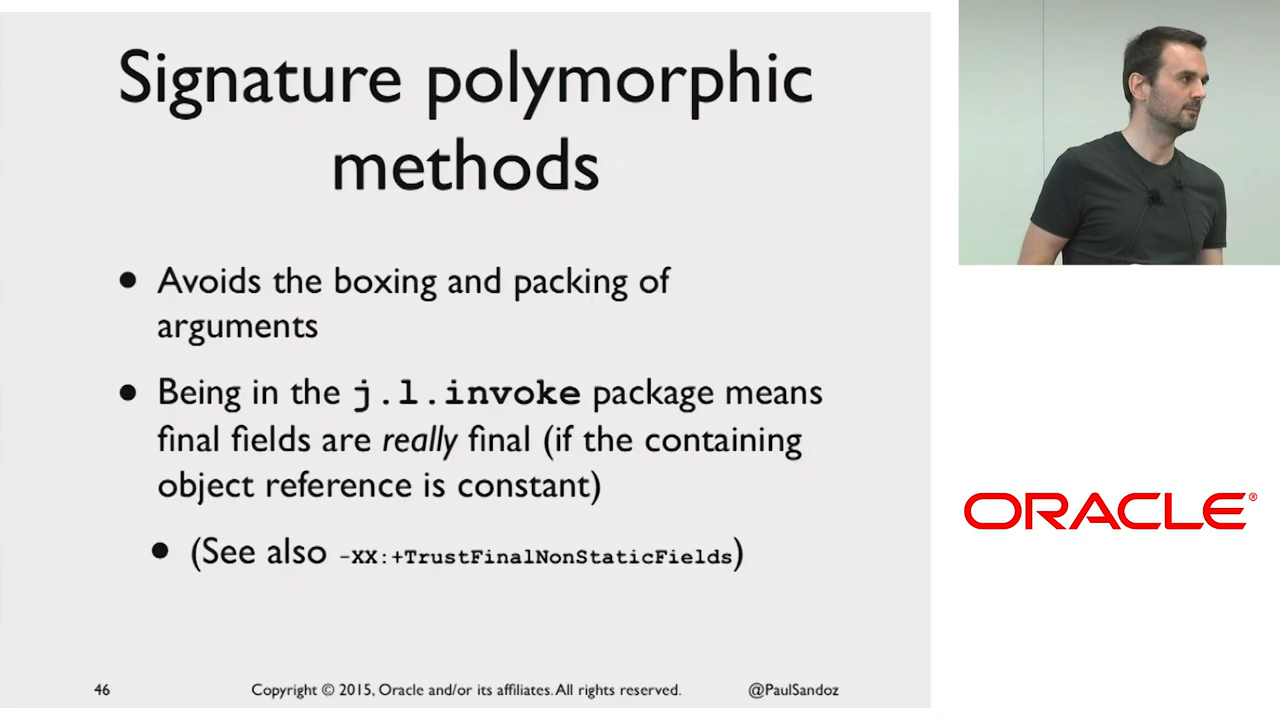 Signature polymorphic
methods
• Avoids the boxing and packing of
arguments
• Being in the j.l.invoke package means
final fields are really final (if the containing
object reference is constant)
• (See also -XX:+TrustFinalNonStaticFields)
46 Copyright © 2015, Oracle and/or its affiliates. All rights reserved. @PaulSandoz
ORACLE®